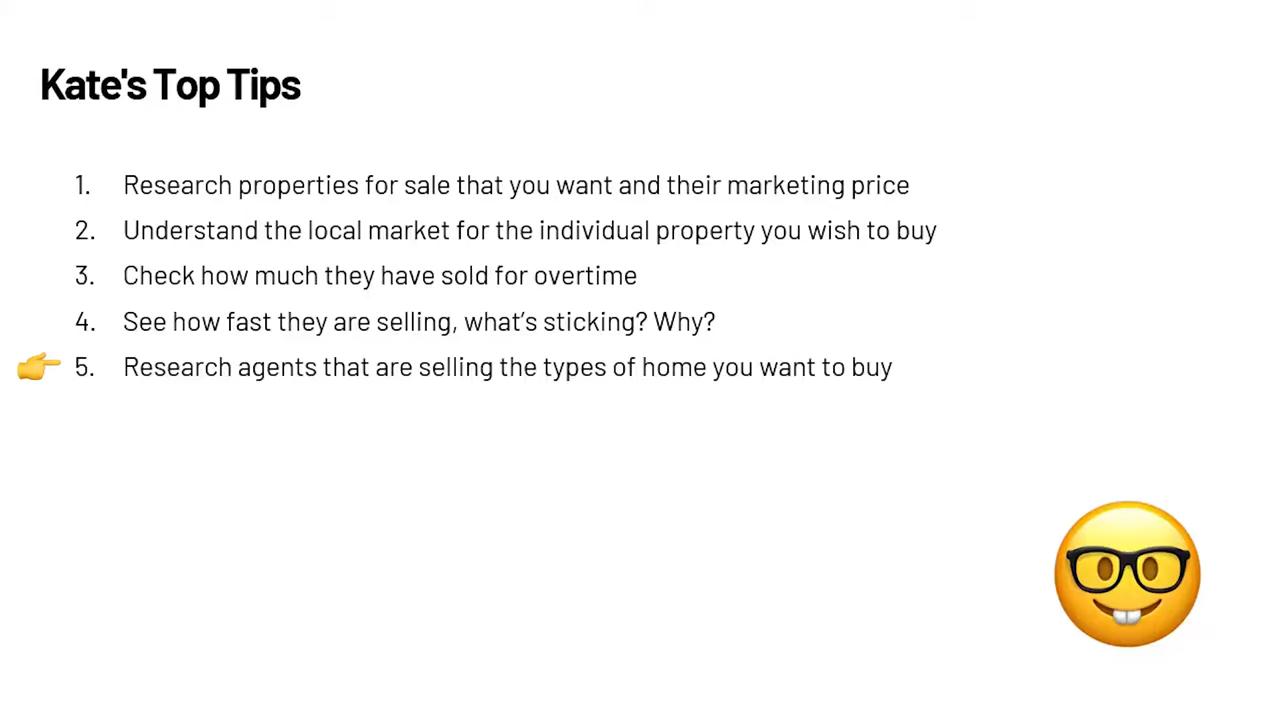 Kate's Top Tips
1. Research properties for sale that you want and their marketing price
2. Understand the local market for the individual property you wish to buy
3. Check how much they have sold for overtime
4. See how fast they are selling, what’s sticking? Why?
5. Research agents that are selling the types of home you want to buy